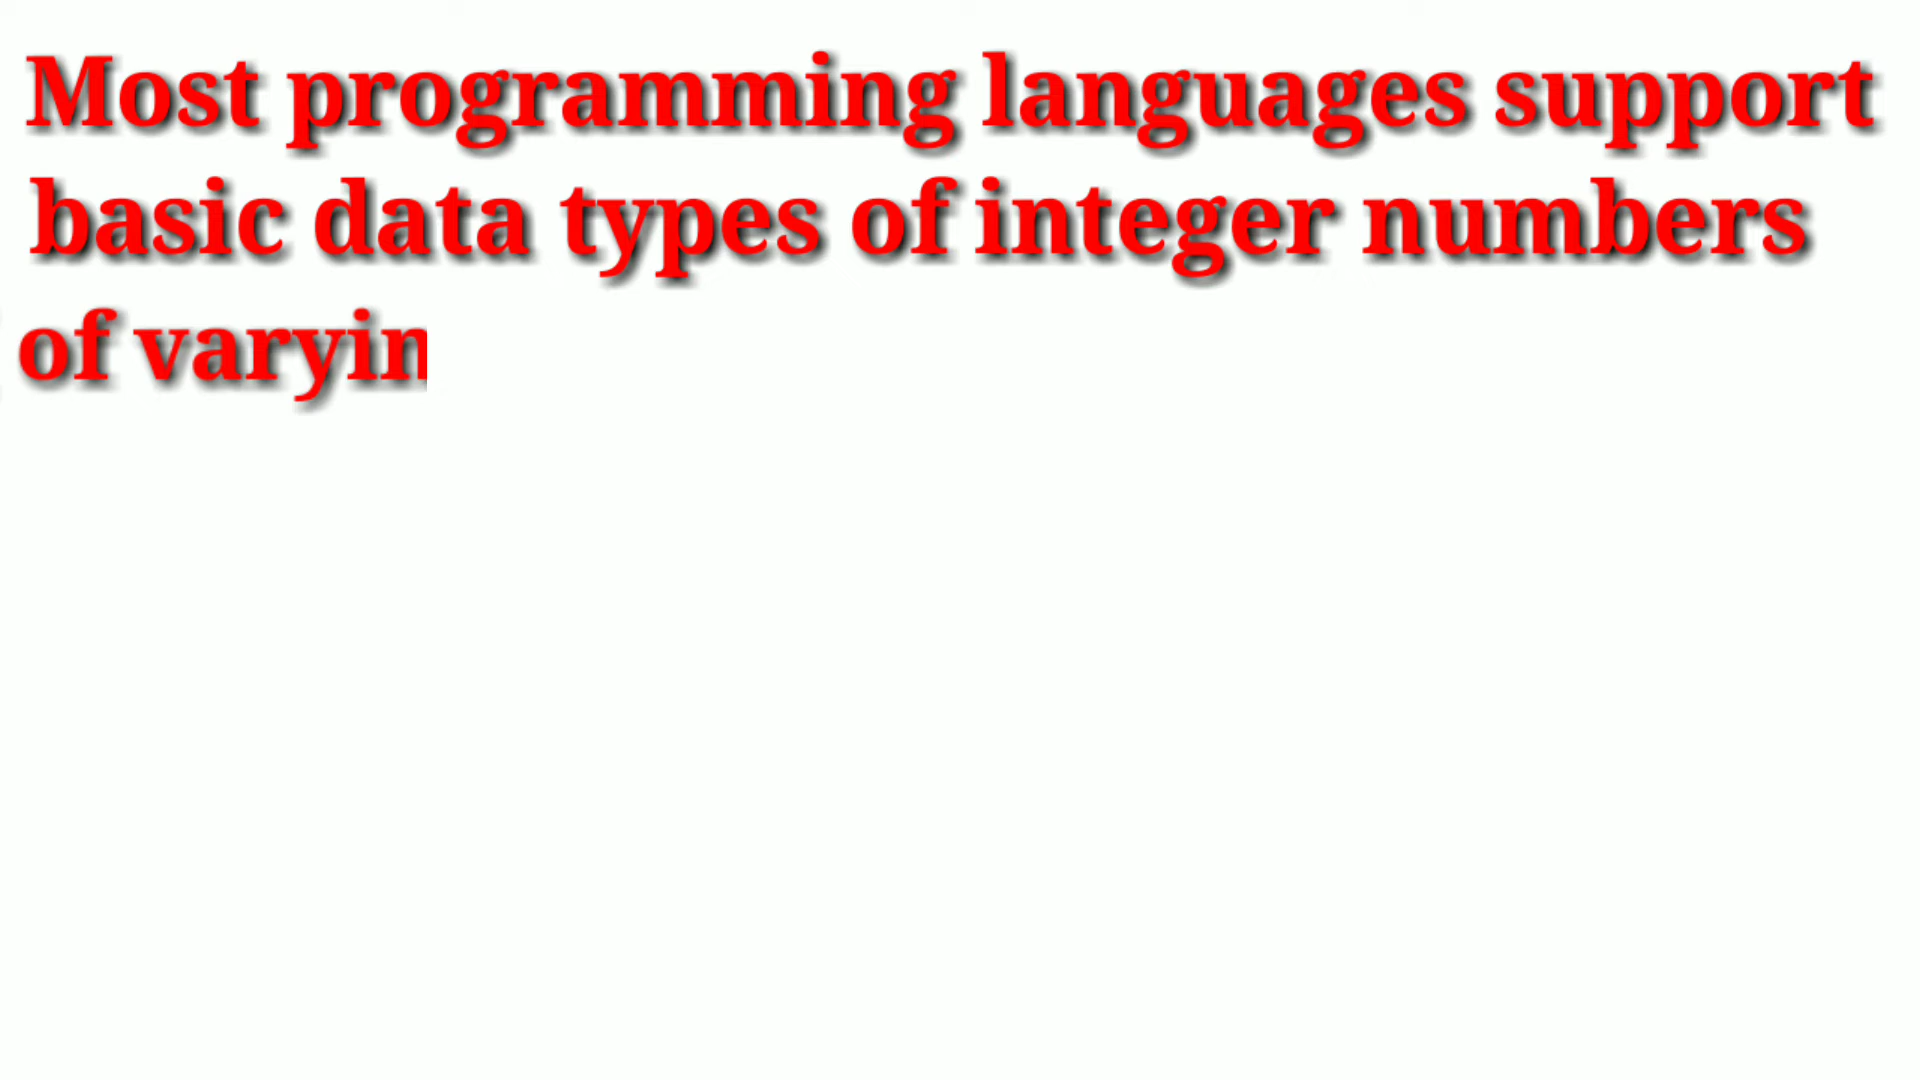 Most programming languages support
basic data types of integer numbers
of varyin